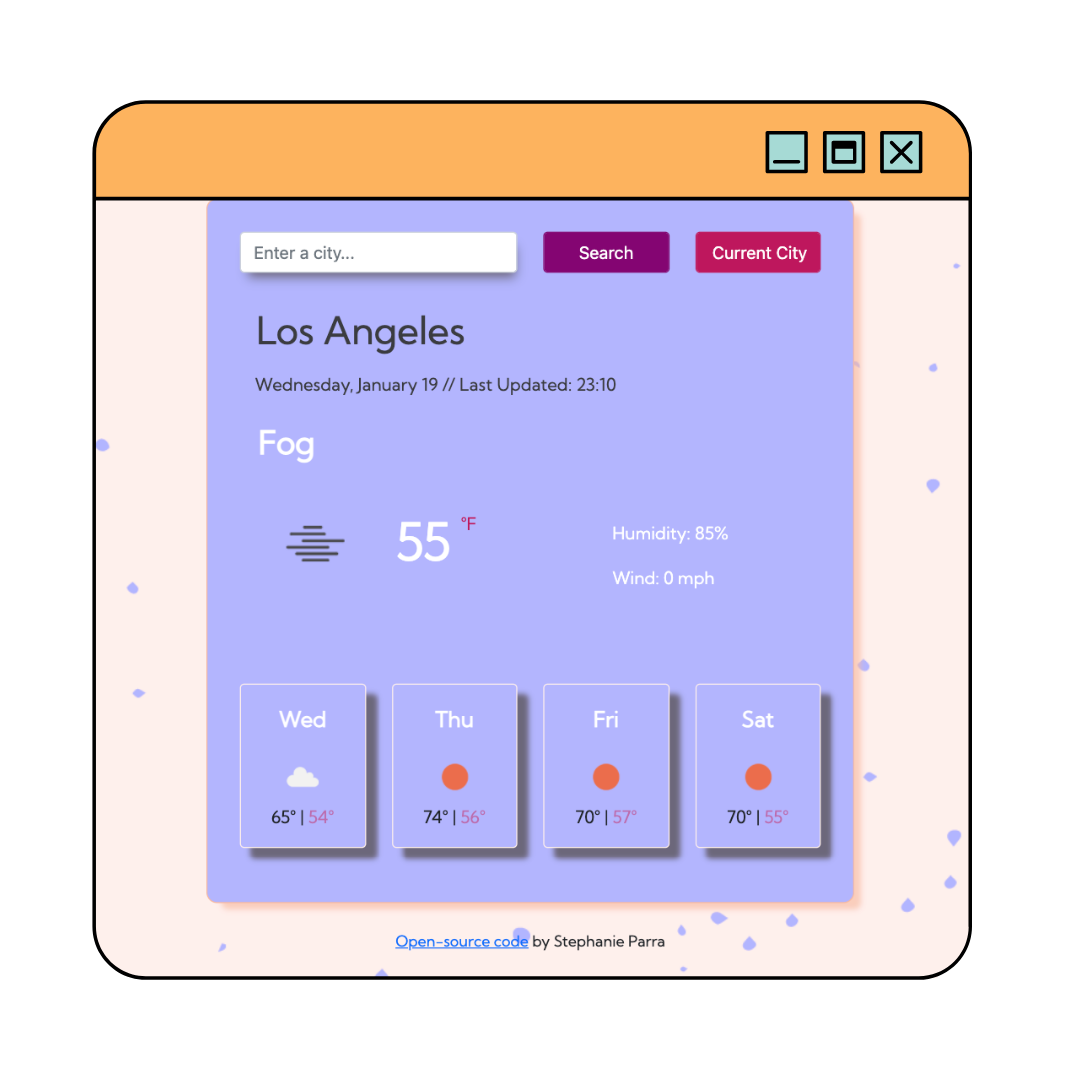 Enter a city... Search Current City
Los Angeles
Wednesday, January 19 // Last Updated: 23:10
Fog
55 °F
Humidity: 85%
Wind: 0 mph
Wed Thu Fri Sat
65° | 54° 74° | 56° 70° | 57° 70° | 55°
Open-source code by Stephanie Parra